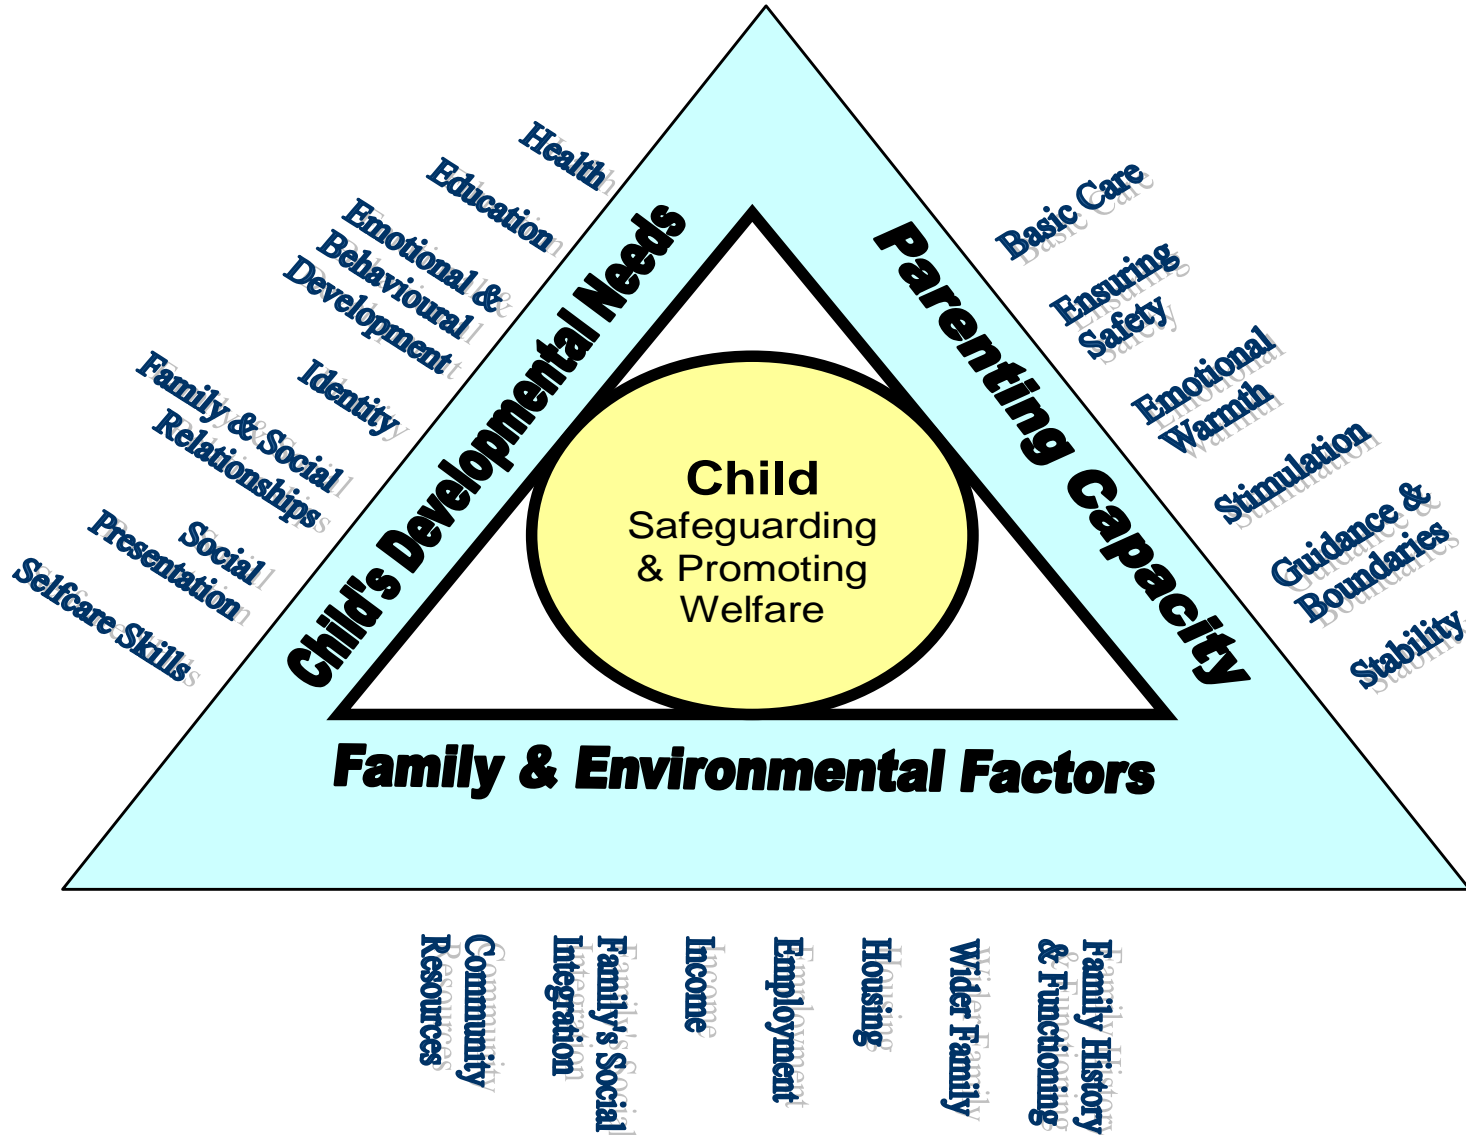 Health
Education
Emotional &
Behavioural
Development
Identity
Family & Social
Relationships
Social
Presentation
Selfcare Skills
Child's Developmental Needs
Child
Safeguarding
& Promoting
Welfare
Parenting Capacity
Basic Care
Ensuring
Safety
Emotional
Warmth
Stimulation
Guidance &
Boundaries
Stability
Family & Environmental Factors
Community
Resources
Family's Social
Integration
Income
Employment
Housing
Wider Family
Family History
& Functioning